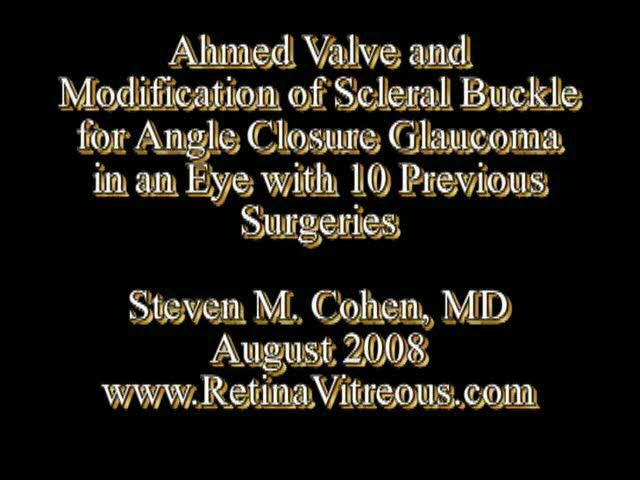 Ahmed Valve and
Modification of Scleral Buckle
for Angle Closure Glaucoma
in an Eye with 10 Previous
Surgeries
Steven M. Cohen, MD
August 2008
www.RetinaVitreous.com